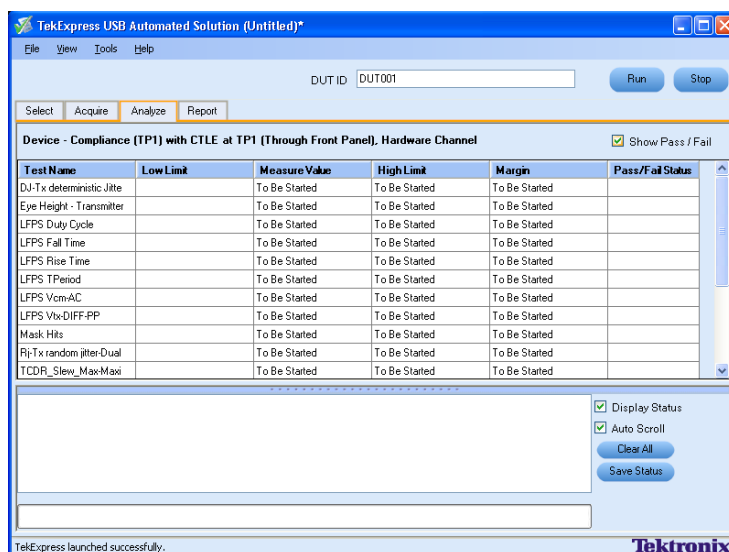 TekExpress USB Automated Solution (Untitled)*
File View Tools Help
DUT ID DUT001 Run Stop
Select Acquire Analyze Report
Device - Compliance (TP1) with CTLE at TP1 (Through Front Panel), Hardware Channel Show Pass / Fail
Test Name Low Limit Measure Value High Limit Margin Pass/Fail Status
DJ-Tx deterministic Jitte To Be Started To Be Started To Be Started
Eye Height - Transmitter To Be Started To Be Started To Be Started
LFPS Duty Cycle To Be Started To Be Started To Be Started
LFPS Fall Time To Be Started To Be Started To Be Started
LFPS Rise Time To Be Started To Be Started To Be Started
LFPS TPeriod To Be Started To Be Started To Be Started
LFPS Vcm-AC To Be Started To Be Started To Be Started
LFPS Vtx-DIFF-PP To Be Started To Be Started To Be Started
Mask Hits To Be Started To Be Started To Be Started
Rj-Tx random jitter-Dual To Be Started To Be Started To Be Started
TCDR_Slew_Max-Maxi To Be Started To Be Started To Be Started
Display Status
Auto Scroll
Clear All
Save Status
TekExpress launched successfully. Tektronix